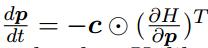 d𝒑/dt = −𝒄 ⊙ (∂H/∂𝒑)^T